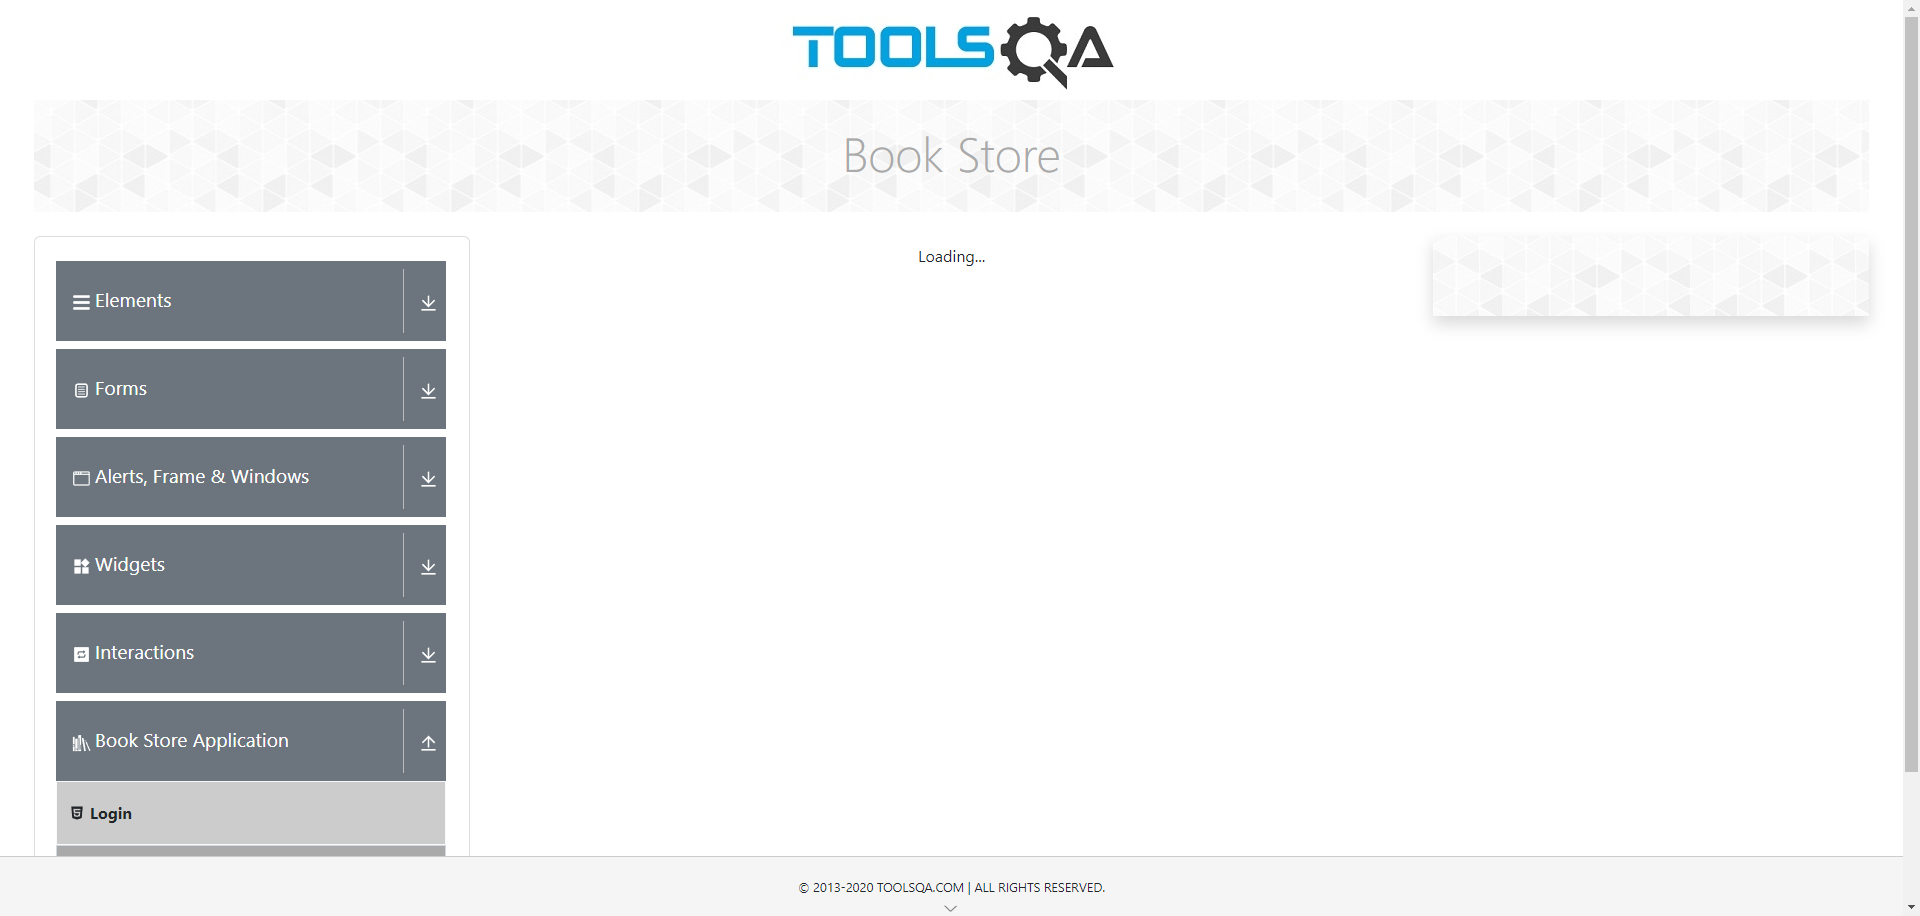 TOOLSQA
Book Store
Loading...
Elements
Forms
Alerts, Frame & Windows
Widgets
Interactions
Book Store Application
Login
© 2013-2020 TOOLSQA.COM | ALL RIGHTS RESERVED.